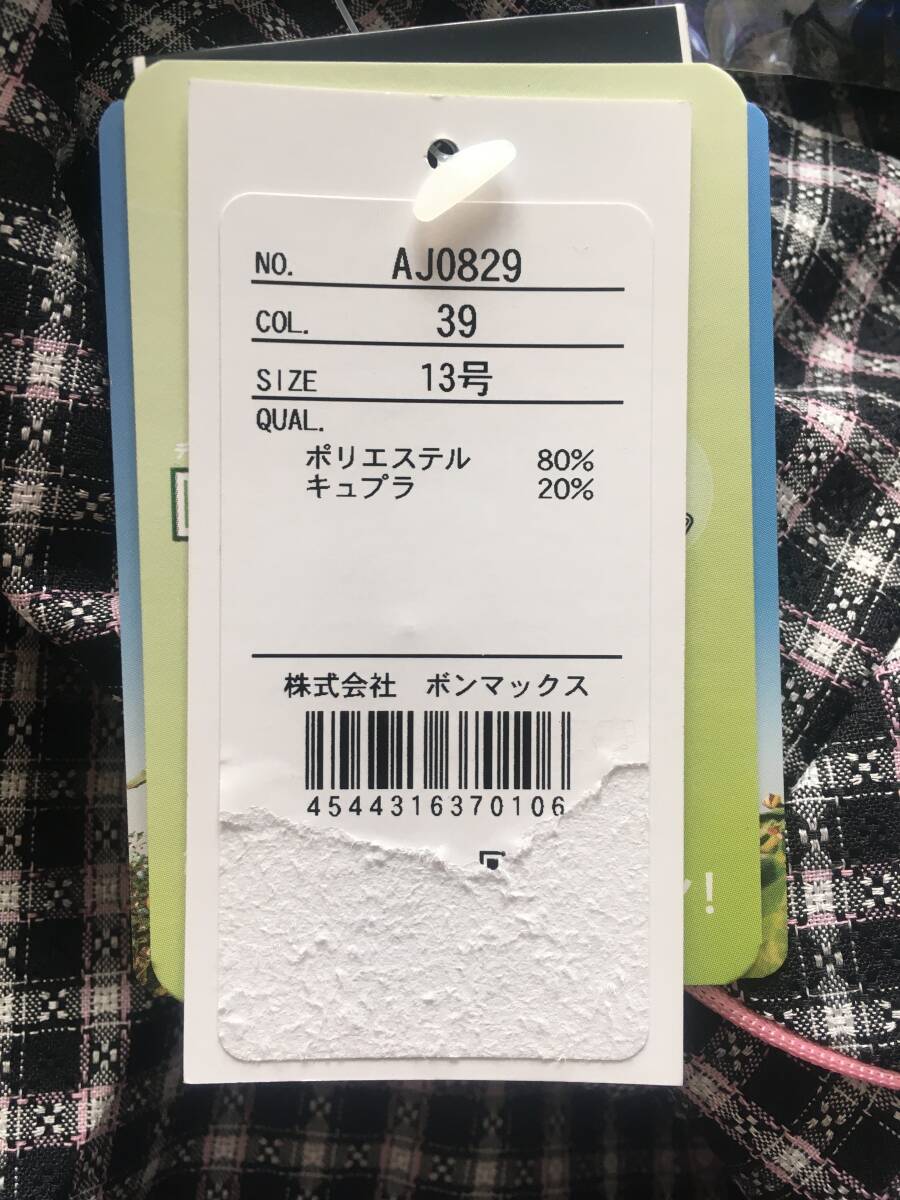 NO. AJ0829
COL. 39
SIZE 13号
QUAL.
ポリエステル 80%
キュプラ 20%
株式会社 ボンマックス
4544316370106
!